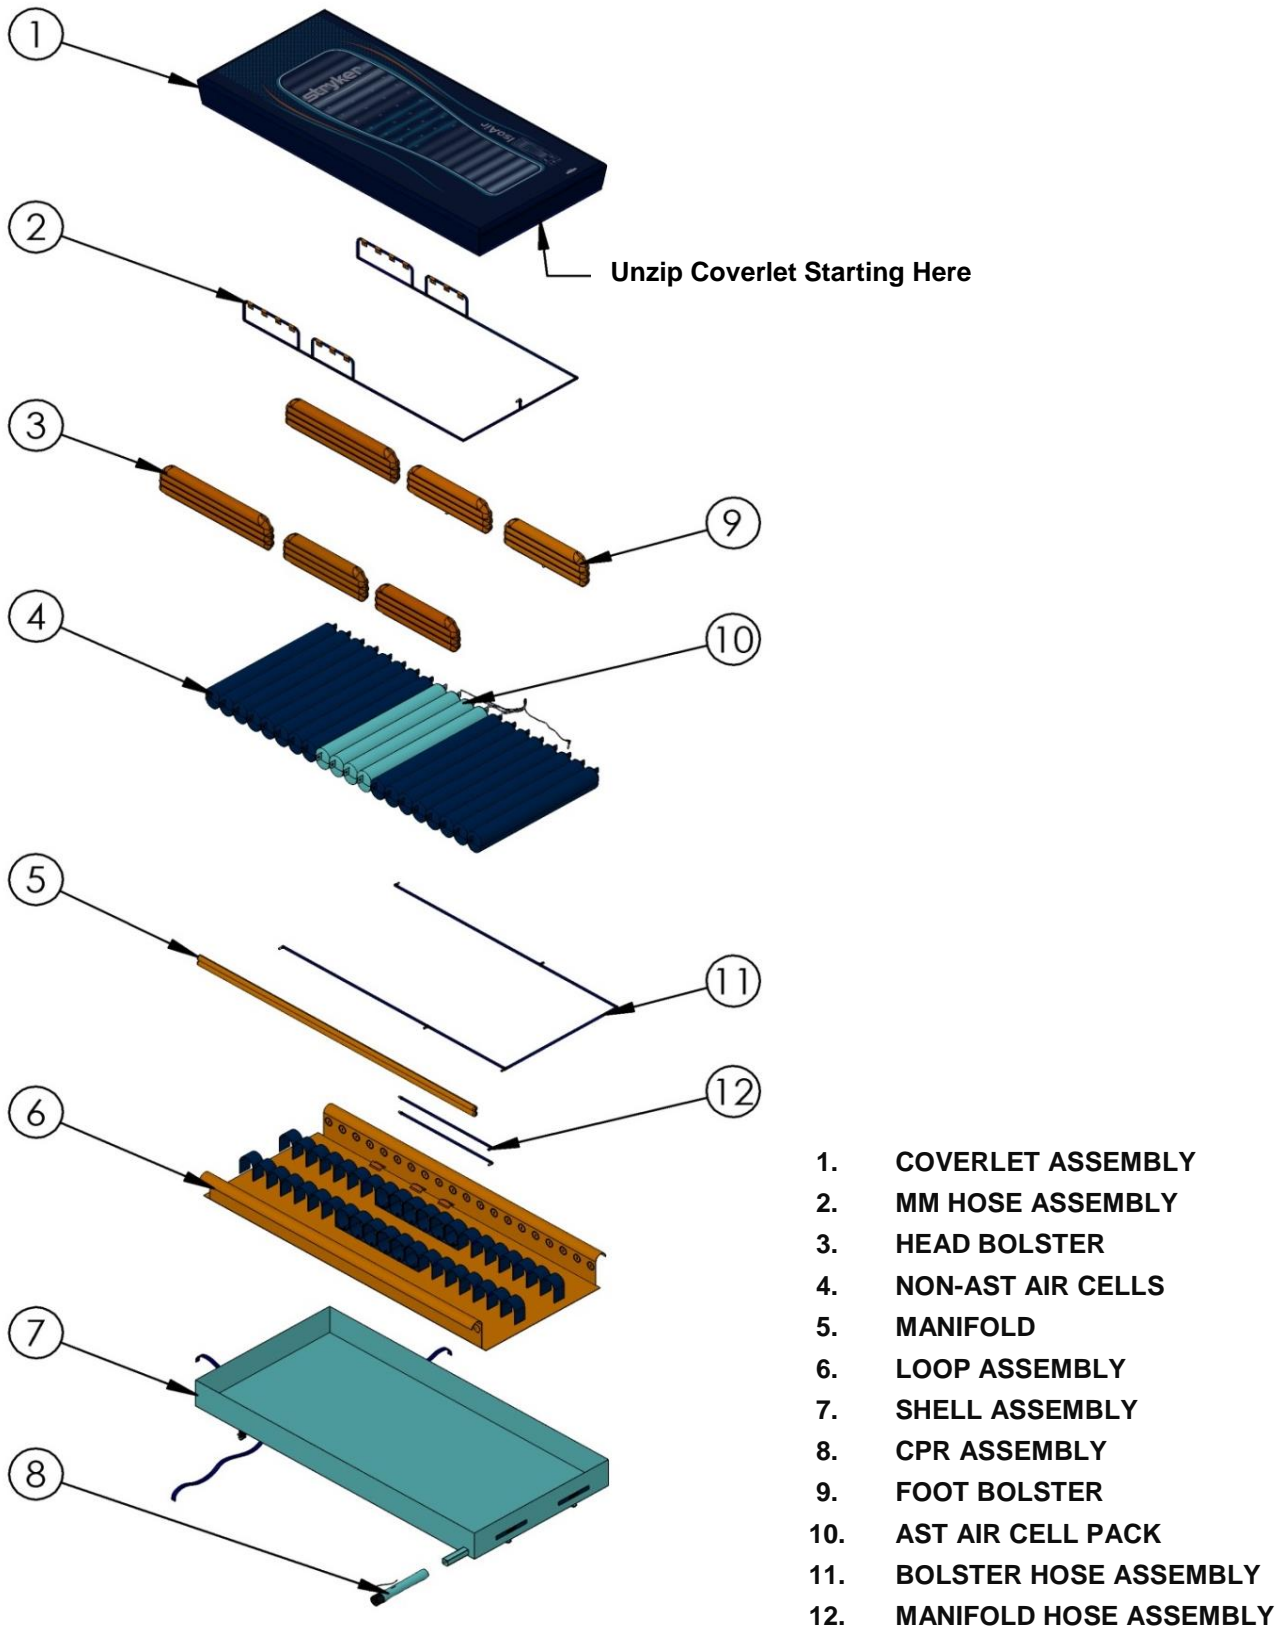 1
stryker
IsoAir
2
Unzip Coverlet Starting Here
3
9
4
10
5
11
12
6
7
8
1. COVERLET ASSEMBLY
2. MM HOSE ASSEMBLY
3. HEAD BOLSTER
4. NON-AST AIR CELLS
5. MANIFOLD
6. LOOP ASSEMBLY
7. SHELL ASSEMBLY
8. CPR ASSEMBLY
9. FOOT BOLSTER
10. AST AIR CELL PACK
11. BOLSTER HOSE ASSEMBLY
12. MANIFOLD HOSE ASSEMBLY